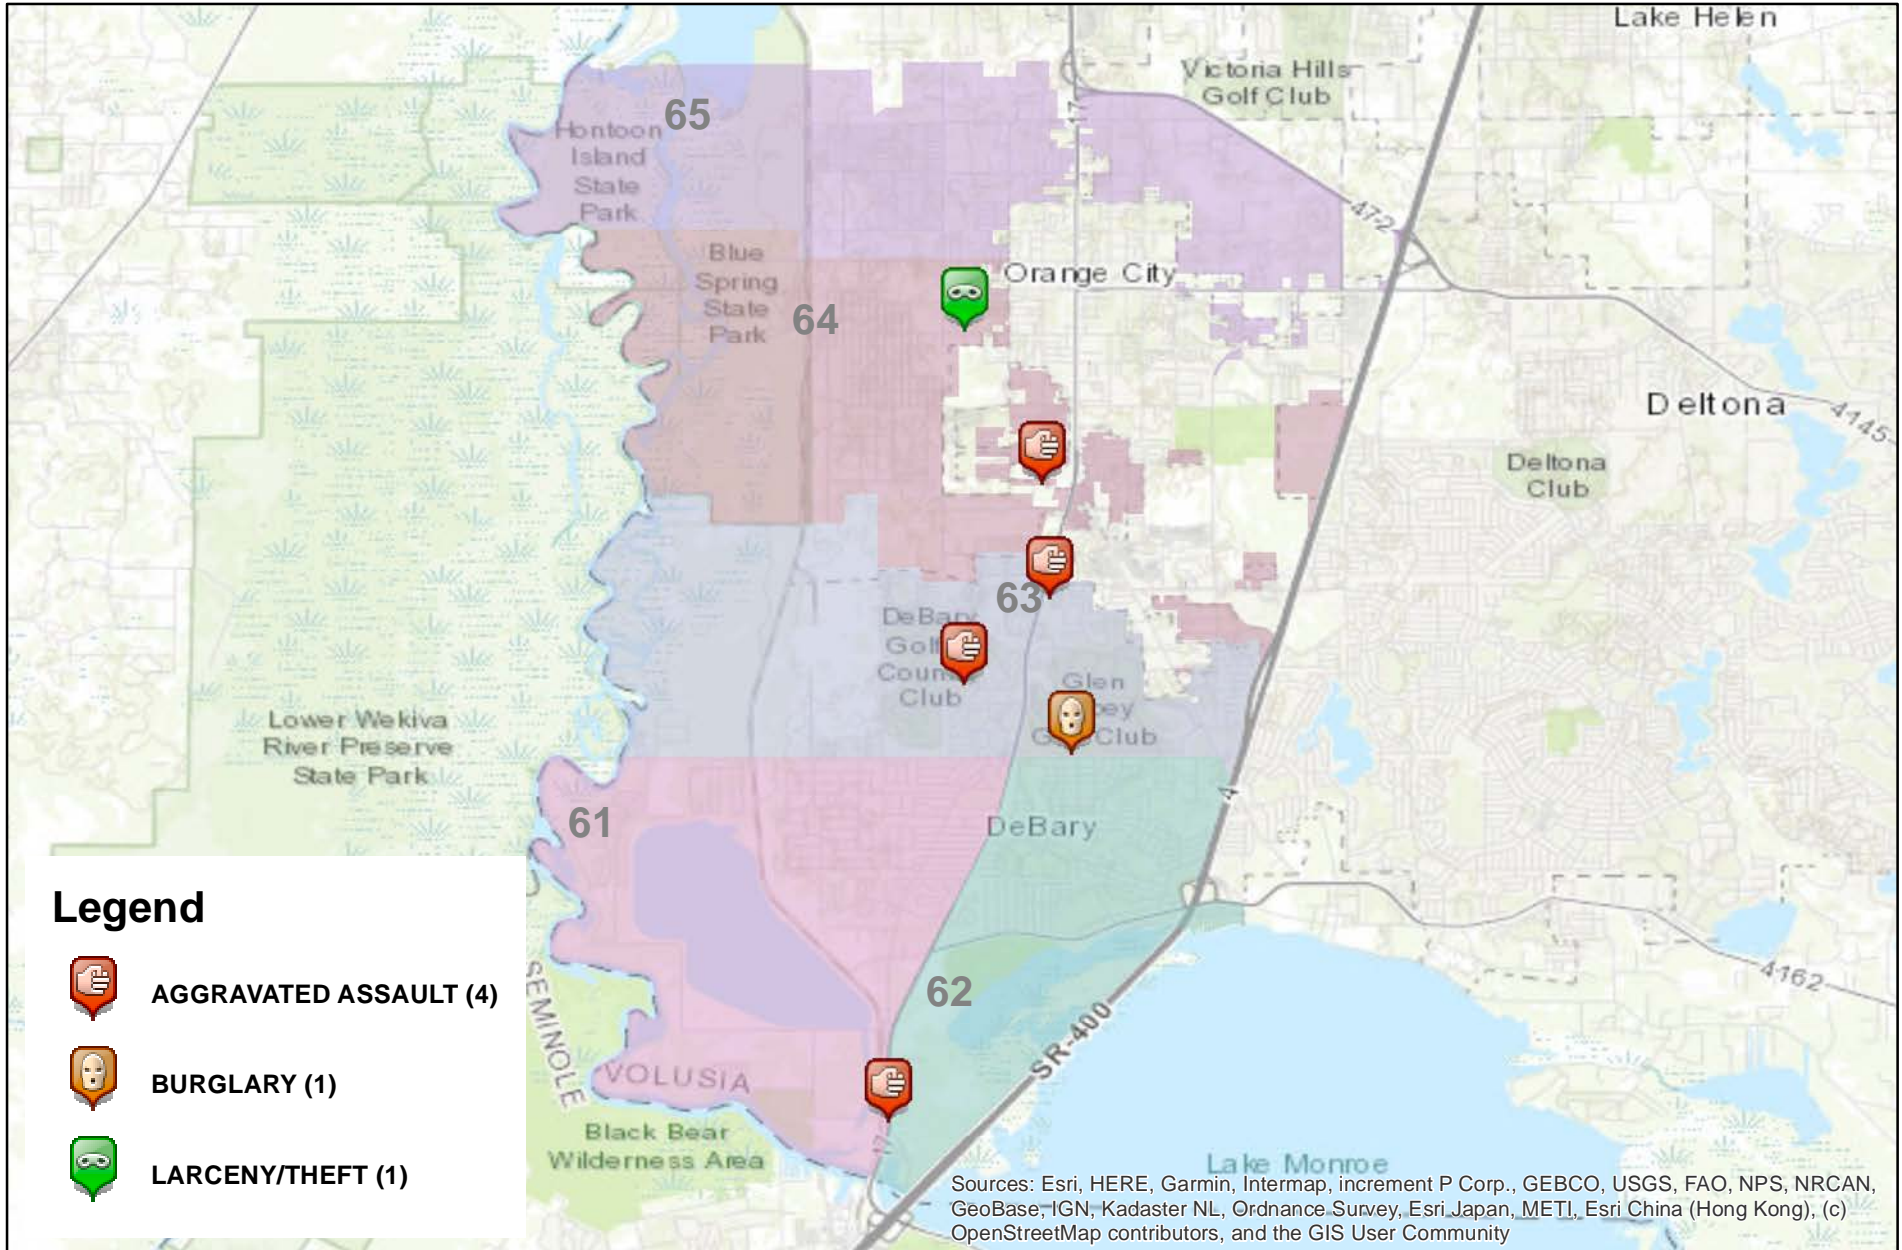 Lake Helen
Victoria Hills
Golf Club
65
Hontoon
Island
State
Park
17
472
Blue
Spring
State
Park
64
Orange City
Deltona
4145
Deltona
Club
63
DeBary
Golf
Country
Club
Glen
Golf Club
Lower Wekiva
River Preserve
State Park
4
61
DeBary
Legend
AGGRAVATED ASSAULT (4)
BURGLARY (1)
LARCENY/THEFT (1)
SEMINOLE
VOLUSIA
62
SR-400
4162
17
Black Bear
Wilderness Area
Lake Monroe
Sources: Esri, HERE, Garmin, Intermap, increment P Corp., GEBCO, USGS, FAO, NPS, NRCAN,
GeoBase, IGN, Kadaster NL, Ordnance Survey, Esri Japan, METI, Esri China (Hong Kong), (c)
OpenStreetMap contributors, and the GIS User Community